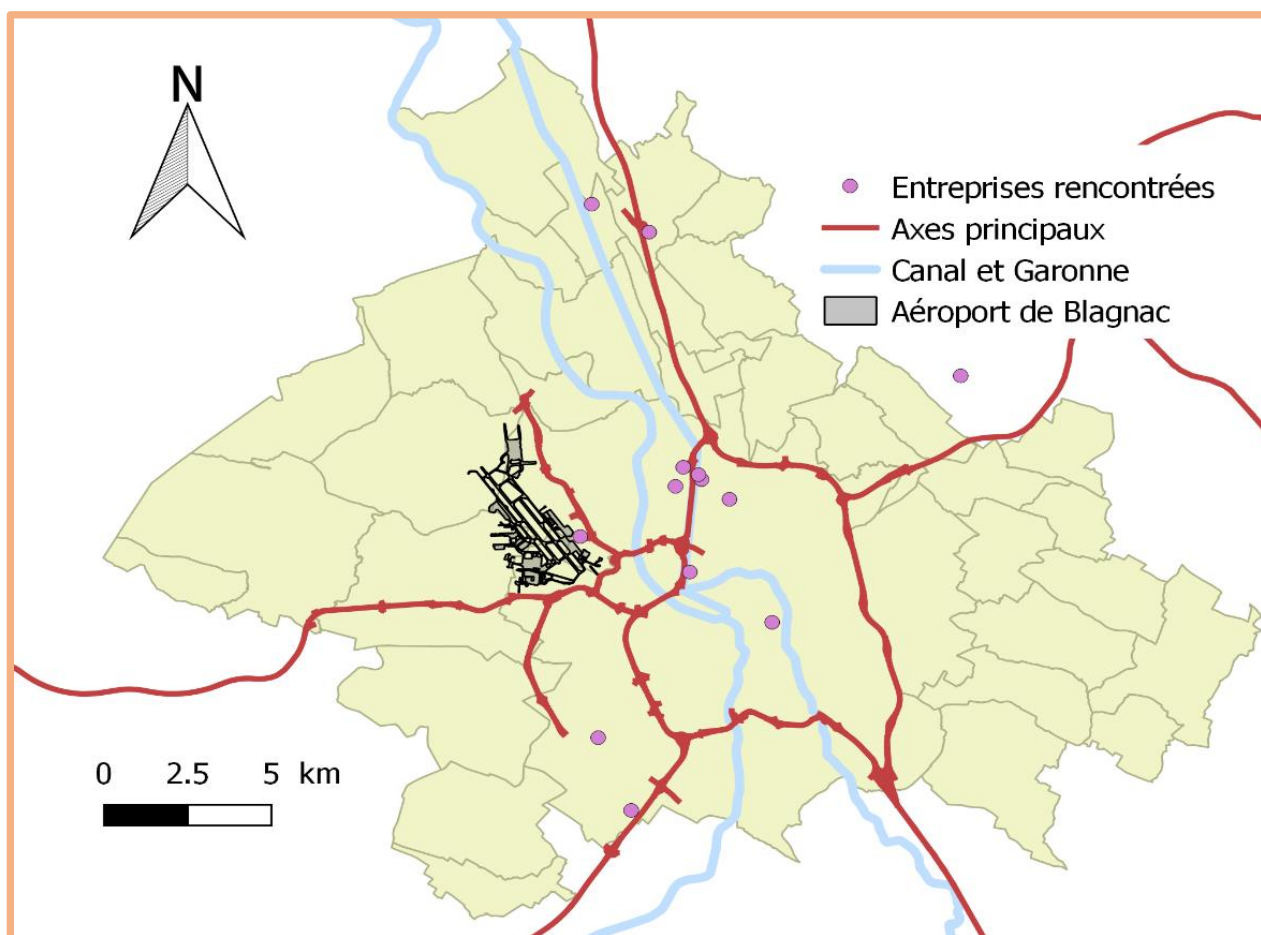 N
Entreprises rencontrées
Axes principaux
Canal et Garonne
Aéroport de Blagnac
0 2.5 5 km